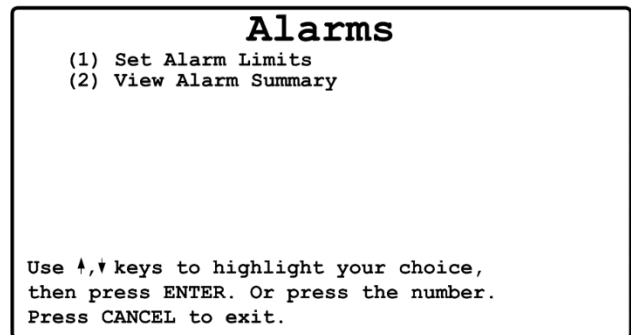 Alarms
(1) Set Alarm Limits
(2) View Alarm Summary
Use ↑,↓ keys to highlight your choice,
then press ENTER. Or press the number.
Press CANCEL to exit.